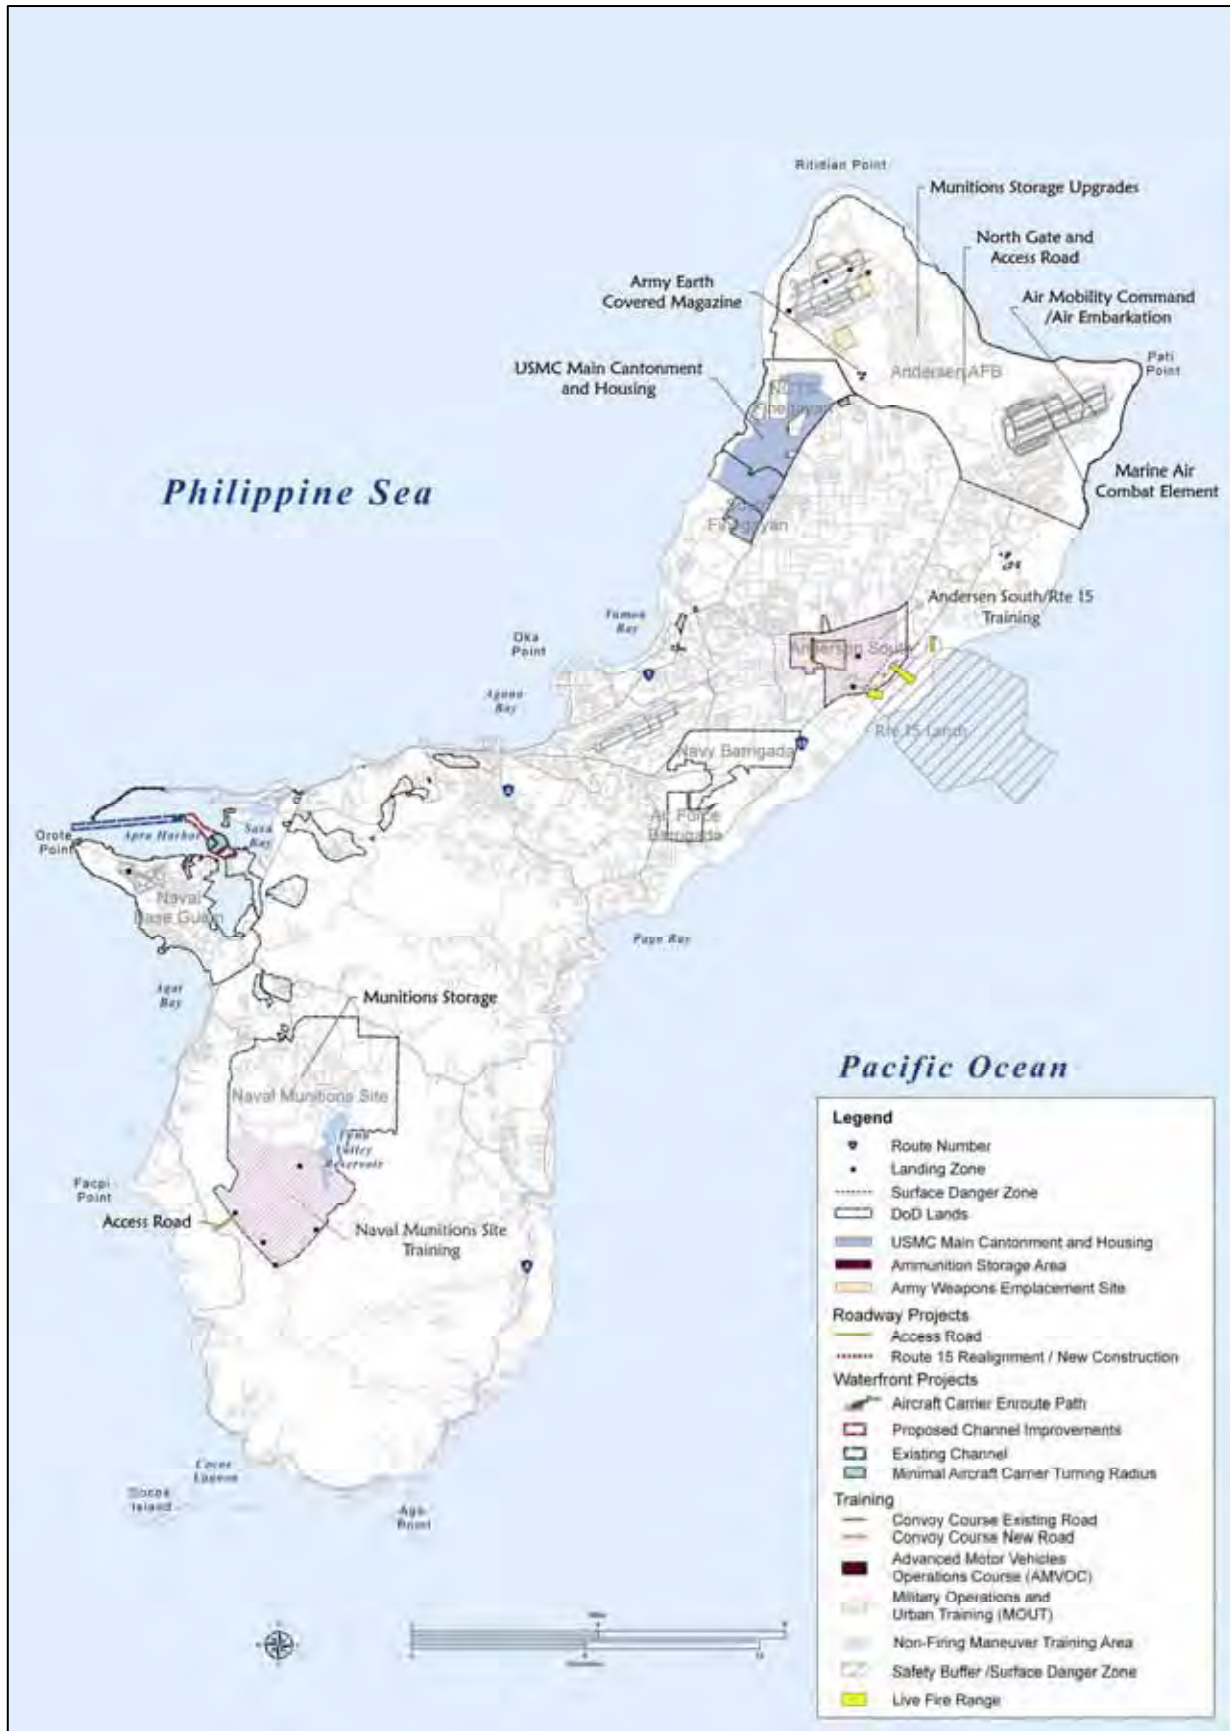 Ritidian Point
Munitions Storage Upgrades
North Gate and
Access Road
Army Earth
Covered Magazine
Air Mobility Command
/Air Embarkation
Pati
Point
USMC Main Cantonment
and Housing
Andersen AFB
Finegayan
Philippine Sea
Marine Air
Combat Element
Finegayan
Andersen South/Rte 15
Training
Tumon
Bay
Oka
Point
Andersen South
Agana
Bay
Rte 15 Lands
Navy Barrigada
Air Force
Barrigada
Orote
Point
Apra Harbor
Sasa
Bay
Naval
Base Guam
Pago Bay
Agat
Bay
Munitions Storage
Pacific Ocean
Naval Munitions Site
Valley
Reservoir
Facpi
Point
Access Road
Naval Munitions Site
Training
Cocos
Lagoon
Cocos
Island
Point
Legend
Route Number
Landing Zone
Surface Danger Zone
DoD Lands
USMC Main Cantonment and Housing
Ammunition Storage Area
Army Weapons Emplacement Site
Roadway Projects
Access Road
Route 15 Realignment / New Construction
Waterfront Projects
Aircraft Carrier Enroute Path
Proposed Channel Improvements
Existing Channel
Minimal Aircraft Carrier Turning Radius
Training
Convoy Course Existing Road
Convoy Course New Road
Advanced Motor Vehicles
Operations Course (AMVOC)
Military Operations and
Urban Training (MOUT)
Non-Firing Maneuver Training Area
Safety Buffer /Surface Danger Zone
Live Fire Range